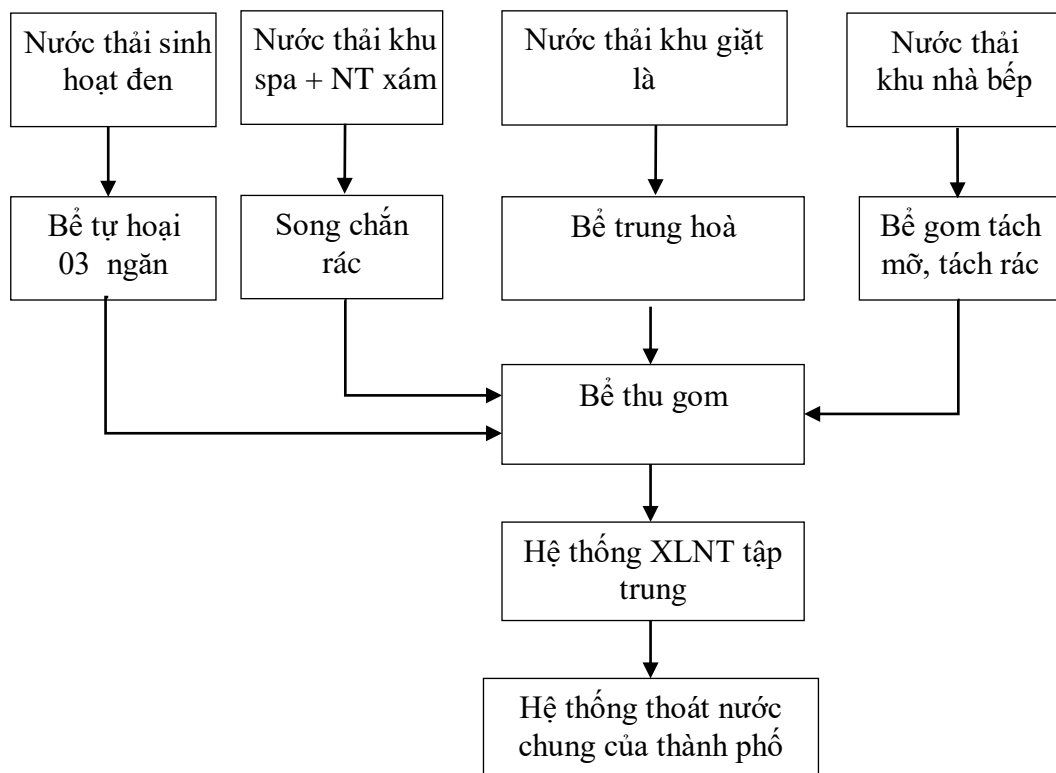 Nước thải sinh
hoạt đen
Nước thải khu
spa + NT xám
Nước thải khu giặt
là
Nước thải
khu nhà bếp
Bể tự hoại
03 ngăn
Song chắn
rác
Bể trung hoà
Bể gom tách
mỡ, tách rác
Bể thu gom
Hệ thống XLNT tập
trung
Hệ thống thoát nước
chung của thành phố